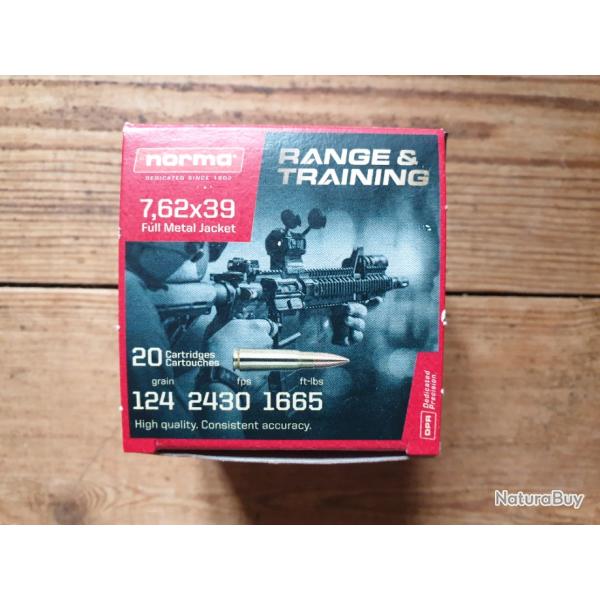 norma
DEDICATED SINCE 1902
RANGE &
TRAINING
7,62x39
Full Metal Jacket
20 Cartridges
Cartouches
grain fps ft-lbs
124 2430 1665
High quality. Consistent accuracy.
OPR Dedicated
Precision.
NaturaBuy